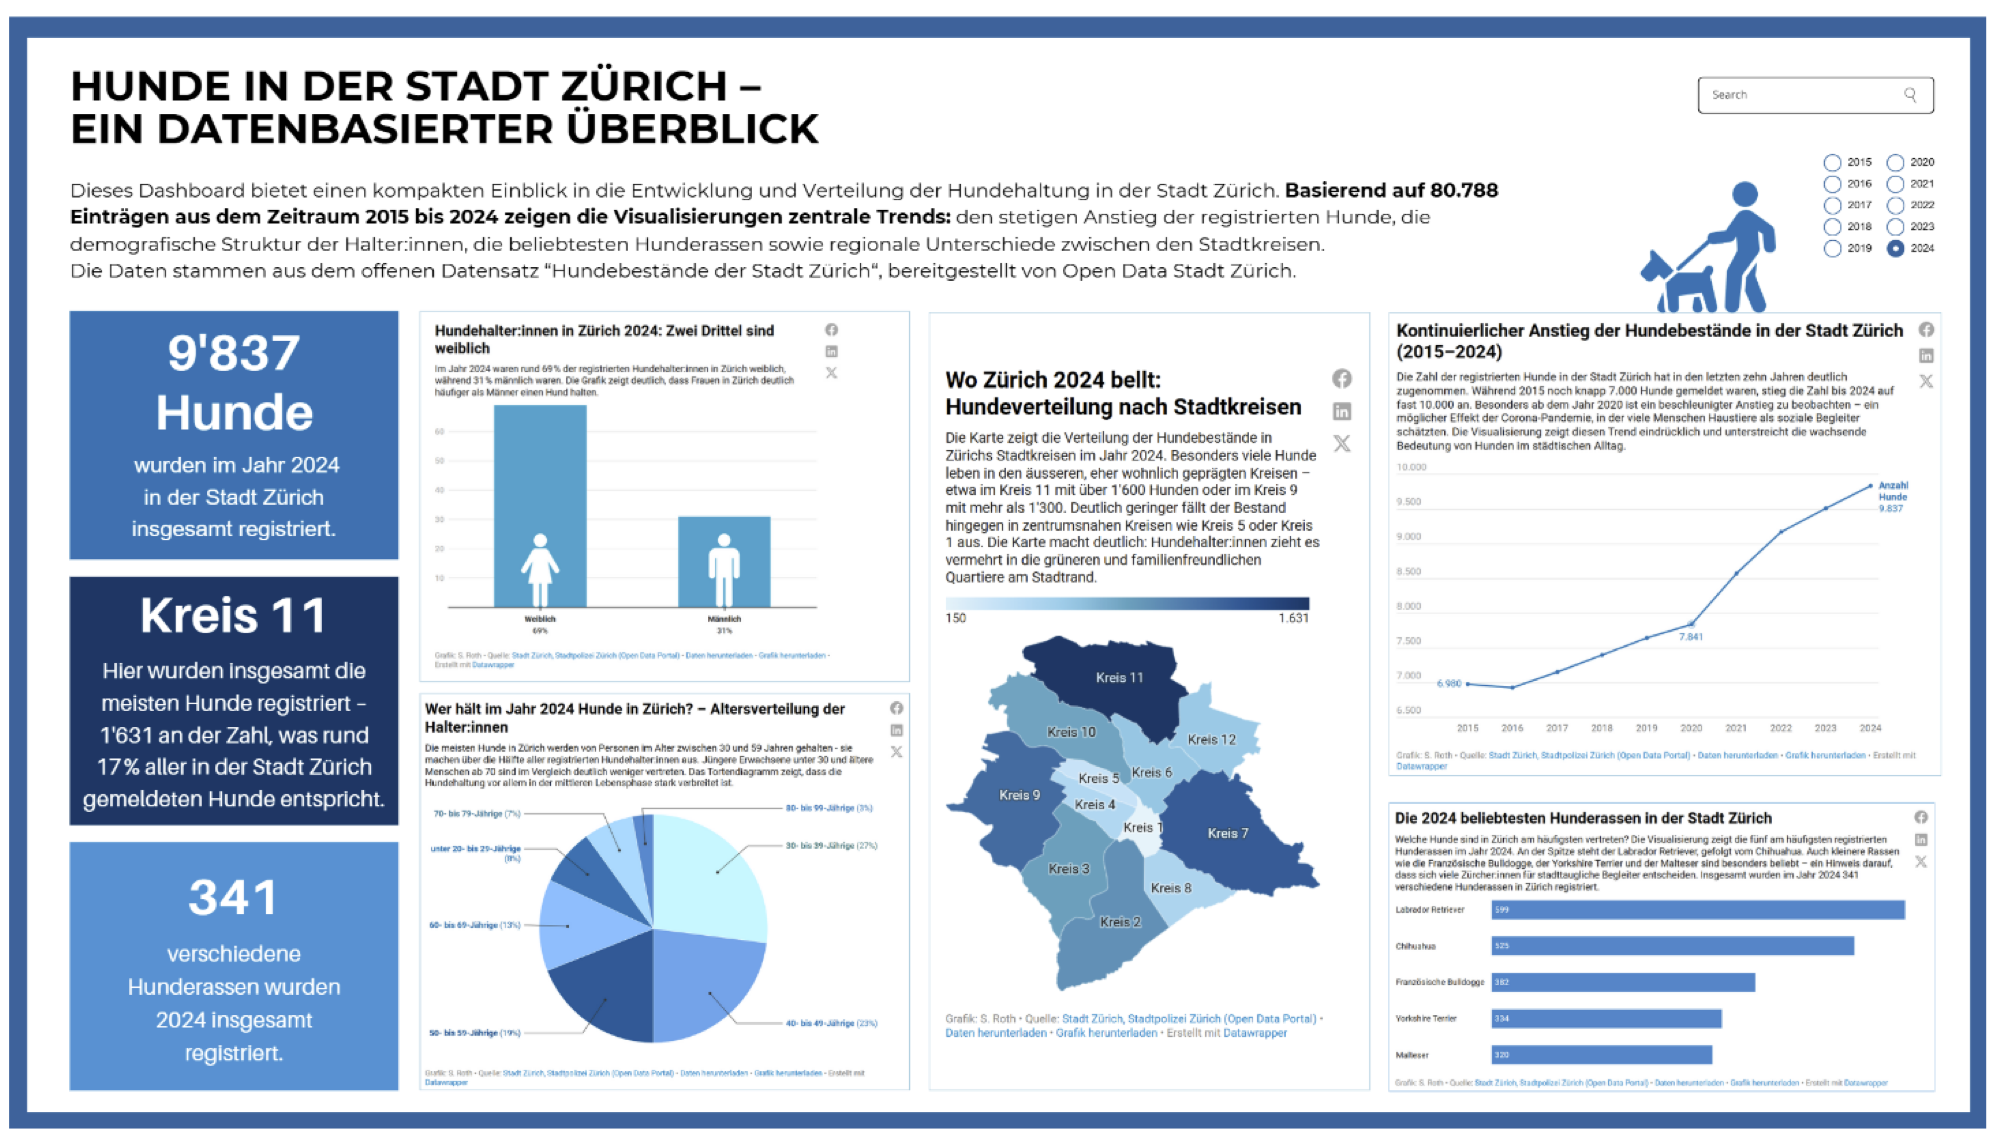 HUNDE IN DER STADT ZÜRICH –
EIN DATENBASIERTER ÜBERBLICK
Search
Dieses Dashboard bietet einen kompakten Einblick in die Entwicklung und Verteilung der Hundehaltung in der Stadt Zürich. Basierend auf 80.788
Einträgen aus dem Zeitraum 2015 bis 2024 zeigen die Visualisierungen zentrale Trends: den stetigen Anstieg der registrierten Hunde, die
demografische Struktur der Halter:innen, die beliebtesten Hunderassen sowie regionale Unterschiede zwischen den Stadtkreisen.
Die Daten stammen aus dem offenen Datensatz “Hundebestände der Stadt Zürich“, bereitgestellt von Open Data Stadt Zürich.
2015 2020
2016 2021
2017 2022
2018 2023
2019 2024
9'837
Hunde
wurden im Jahr 2024
in der Stadt Zürich
insgesamt registriert.
Kreis 11
Hier wurden insgesamt die
meisten Hunde registriert –
1'631 an der Zahl, was rund
17 % aller in der Stadt Zürich
gemeldeten Hunde entspricht.
341
verschiedene
Hunderassen wurden
2024 insgesamt
registriert.
Hundehalter:innen in Zürich 2024: Zwei Drittel sind
weiblich
Im Jahr 2024 waren rund 69 % der registrierten Hundehalter:innen in Zürich weiblich,
während 31 % männlich waren. Die Grafik zeigt deutlich, dass Frauen in Zürich deutlich
häufiger als Männer einen Hund halten.
60
50
40
30
20
10
Weiblich
69%
Männlich
31%
Grafik: S. Roth • Quelle: Stadt Zürich, Stadtpolizei Zürich (Open Data Portal) • Daten herunterladen • Grafik herunterladen •
Erstellt mit Datawrapper
Wer hält im Jahr 2024 Hunde in Zürich? – Altersverteilung der
Halter:innen
Die meisten Hunde in Zürich werden von Personen im Alter zwischen 30 und 59 Jahren gehalten - sie
machen über die Hälfte aller registrierten Hundehalter:innen aus. Jüngere Erwachsene unter 30 und ältere
Menschen ab 70 sind im Vergleich deutlich weniger vertreten. Das Tortendiagramm zeigt, dass die
Hundehaltung vor allem in der mittleren Lebensphase stark verbreitet ist.
80- bis 99-Jährige (3%)
70- bis 79-Jährige (7%)
30- bis 39-Jährige (27%)
unter 20- bis 29-Jährige
(8%)
60- bis 69-Jährige (13%)
50- bis 59-Jährige (19%)
40- bis 49-Jährige (23%)
Grafik: S. Roth • Quelle: Stadt Zürich, Stadtpolizei Zürich (Open Data Portal) • Daten herunterladen • Grafik herunterladen • Erstellt mit
Datawrapper
Wo Zürich 2024 bellt:
Hundeverteilung nach Stadtkreisen
Die Karte zeigt die Verteilung der Hundebestände in
Zürichs Stadtkreisen im Jahr 2024. Besonders viele Hunde
leben in den äusseren, eher wohnlich geprägten Kreisen –
etwa im Kreis 11 mit über 1'600 Hunden oder im Kreis 9
mit mehr als 1'300. Deutlich geringer fällt der Bestand
hingegen in zentrumsnahen Kreisen wie Kreis 5 oder Kreis
1 aus. Die Karte macht deutlich: Hundehalter:innen zieht es
vermehrt in die grüneren und familienfreundlichen
Quartiere am Stadtrand.
150 1.631
Kreis 11
Kreis 10
Kreis 12
Kreis 6
Kreis 5
Kreis 9
Kreis 4
Kreis 1
Kreis 7
Kreis 3
Kreis 8
Kreis 2
Grafik: S. Roth • Quelle: Stadt Zürich, Stadtpolizei Zürich (Open Data Portal) •
Daten herunterladen • Grafik herunterladen • Erstellt mit Datawrapper
Kontinuierlicher Anstieg der Hundebestände in der Stadt Zürich
(2015–2024)
Die Zahl der registrierten Hunde in der Stadt Zürich hat in den letzten zehn Jahren deutlich
zugenommen. Während 2015 noch knapp 7.000 Hunde gemeldet waren, stieg die Zahl bis 2024 auf
fast 10.000 an. Besonders ab dem Jahr 2020 ist ein beschleunigter Anstieg zu beobachten – ein
möglicher Effekt der Corona-Pandemie, in der viele Menschen Haustiere als soziale Begleiter
schätzten. Die Visualisierung zeigt diesen Trend eindrücklich und unterstreicht die wachsende
Bedeutung von Hunden im städtischen Alltag.
10.000
9.500
9.000
8.500
8.000
7.500
7.000
6.500
Anzahl
Hunde
9.837
7.841
6.980
2015 2016 2017 2018 2019 2020 2021 2022 2023 2024
Grafik: S. Roth • Quelle: Stadt Zürich, Stadtpolizei Zürich (Open Data Portal) • Daten herunterladen • Grafik herunterladen • Erstellt mit
Datawrapper
Die 2024 beliebtesten Hunderassen in der Stadt Zürich
Welche Hunde sind in Zürich am häufigsten vertreten? Die Visualisierung zeigt die fünf am häufigsten registrierten
Hunderassen im Jahr 2024. An der Spitze steht der Labrador Retriever, gefolgt vom Chihuahua. Auch kleinere Rassen
wie die Französische Bulldogge, der Yorkshire Terrier und der Malteser sind besonders beliebt – ein Hinweis darauf,
dass sich viele Zürcher:innen für stadttaugliche Begleiter entscheiden. Insgesamt wurden im Jahr 2024 341
verschiedene Hunderassen in Zürich registriert.
Labrador Retriever 599
Chihuahua 525
Französische Bulldogge 382
Yorkshire Terrier 334
Malteser 320
Grafik: S. Roth • Quelle: Stadt Zürich, Stadtpolizei Zürich (Open Data Portal) • Daten herunterladen • Grafik herunterladen • Erstellt mit Datawrapper